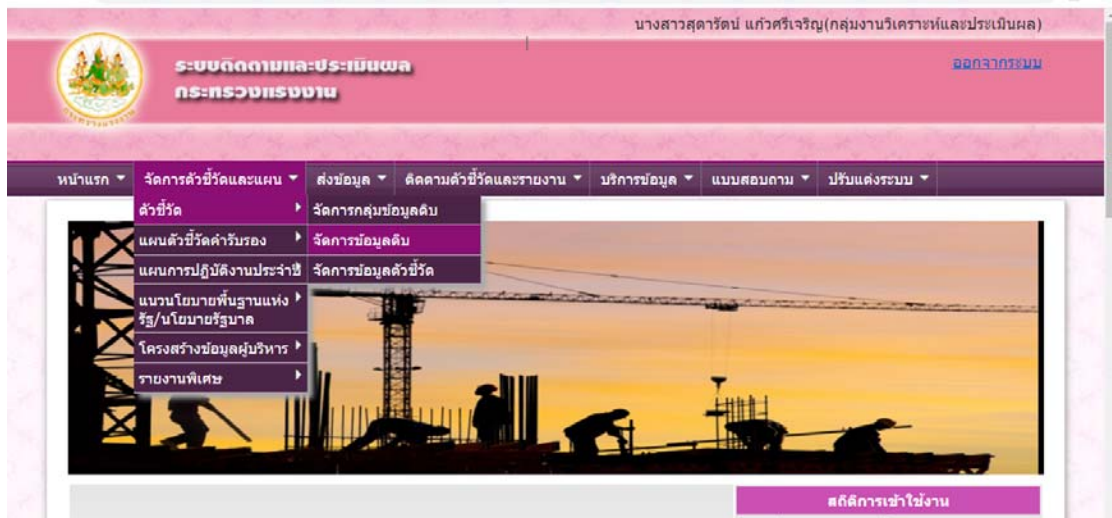 นางสาวสุดารัตน์ แก้วศรีเจริญ(กลุ่มงานวิเคราะห์และประเมินผล)
ระบบติดตามและประเมินผล
กระทรวงแรงงาน
ออกจากระบบ
กระทรวงแรงงาน
หน้าแรก จัดการตัวชี้วัดและแผน ส่งข้อมูล ติดตามตัวชี้วัดและรายงาน บริการข้อมูล แบบสอบถาม ปรับแต่งระบบ
ตัวชี้วัด จัดการกลุ่มข้อมูลดิบ
แผนตัวชี้วัดคำรับรอง จัดการข้อมูลดิบ
แผนการปฏิบัติงานประจำปี จัดการข้อมูลตัวชี้วัด
แนวนโยบายพื้นฐานแห่ง
รัฐ/นโยบายรัฐบาล
โครงสร้างข้อมูลผู้บริหาร
รายงานพิเศษ
สถิติการเข้าใช้งาน